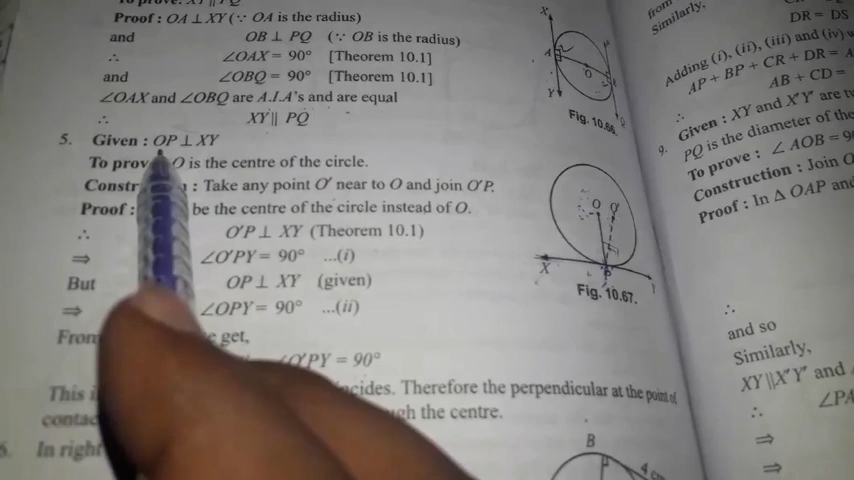 Proof : OA ⊥ XY (∵ OA is the radius)
and OB ⊥ PQ (∵ OB is the radius)
∴ ∠OAX = 90° [Theorem 10.1]
and ∠OBQ = 90° [Theorem 10.1]
∠OAX and ∠OBQ are A.I.A's and are equal
∴ XY || PQ
5. Given : OP ⊥ XY
To prov O is the centre of the circle.
Constr : Take any point O' near to O and join O'P.
Proof : be the centre of the circle instead of O.
∴ O'P ⊥ XY (Theorem 10.1)
⇒ ∠O'PY = 90° ...(i)
But OP ⊥ XY (given)
⇒ ∠OPY = 90° ...(ii)
From e get,
∠O'PY = 90°
This i cides. Therefore the perpendicular at the point of
contac gh the centre.
6. In right
X
A
O
Y
Fig. 10.66.
O O'
X P
Fig. 10.67.
B
4 cm
from
Similarly,
DR = DS
Adding (i), (ii), (iii) and (iv) w
AP + BP + CR + DR = A
∴ AB + CD =
9. Given : XY and X'Y' are t
PQ is the diameter of the
To prove : ∠ AOB = 9
Construction : Join O
Proof : In Δ OAP and
∴
and so
Similarly,
XY || X'Y' and
∴ ∠PA
⇒
⇒